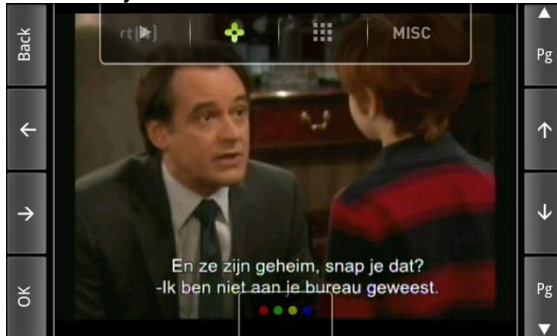 Back
Pg
MISC
En ze zijn geheim, snap je dat?
-Ik ben niet aan je bureau geweest.
OK
Pg